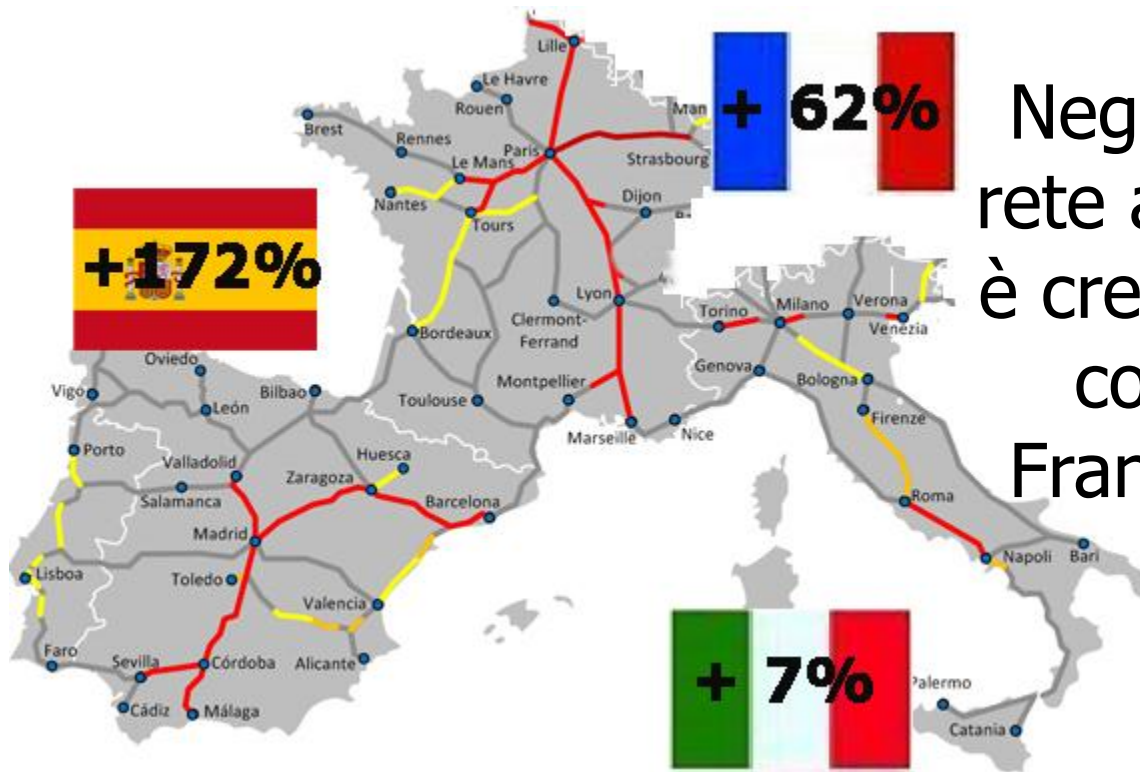 Lille
Le Havre
Rouen
Man
+ 62%
Brest
Rennes
Paris
Strasbourg
Le Mans
Nantes
Tours
Dijon
+172%
Lyon
Clermont-
Ferrand
Bordeaux
Torino
Milano
Verona
Venezia
Genova
Bologna
Firenze
Oviedo
Bilbao
Vigo
León
Toulouse
Montpellier
Marseille
Nice
Porto
Valladolid
Zaragoza
Huesca
Salamanca
Barcelona
Madrid
Roma
Lisboa
Toledo
Valencia
Napoli
Bari
Faro
Sevilla
Córdoba
Alicante
Cádiz
Málaga
+ 7%
Palermo
Catania
Neg
rete a
è cre
co
Fran